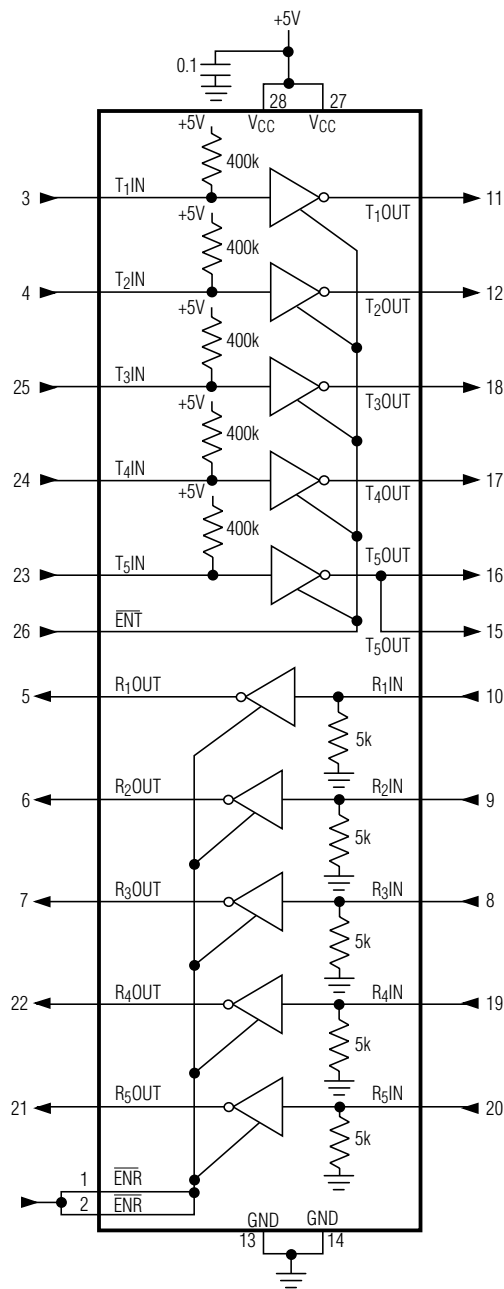 +5V
0.1
28 27
VCC VCC
+5V
400k
3 T1IN T1OUT 11
+5V
400k
4 T2IN T2OUT 12
+5V
400k
25 T3IN T3OUT 18
+5V
400k
24 T4IN T4OUT 17
+5V
400k
23 T5IN T5OUT 16
26 ENT T5OUT 15
5 R1OUT R1IN 10
5k
6 R2OUT R2IN 9
5k
7 R3OUT R3IN 8
5k
22 R4OUT R4IN 19
5k
21 R5OUT R5IN 20
5k
1 ENR
2 ENR
GND GND
13 14